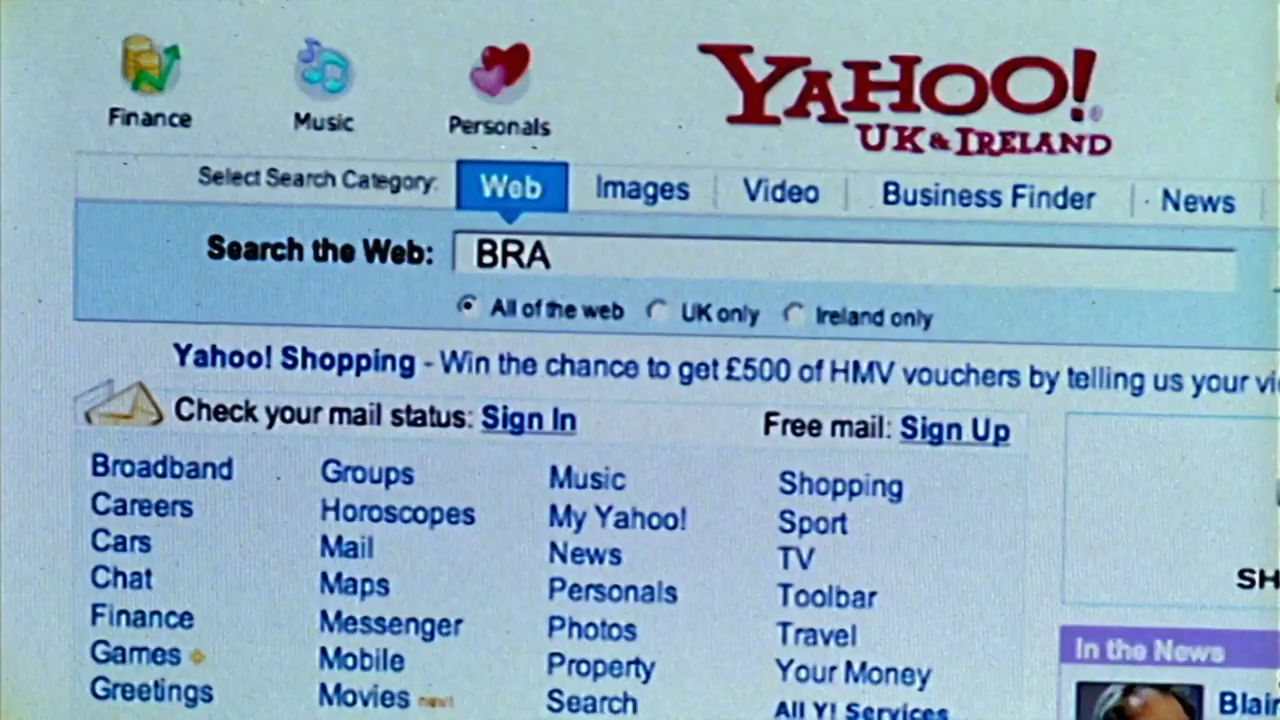 Finance
Music
Personals
YAHOO!
UK & IRELAND
Select Search Category:
Web
Images
Video
Business Finder
News
Search the Web: BRA
All of the web
UK only
Ireland only
Yahoo! Shopping - Win the chance to get £500 of HMV vouchers by telling us your
Check your mail status: Sign In
Free mail: Sign Up
Broadband
Careers
Cars
Chat
Finance
Games
Greetings
Groups
Horoscopes
Mail
Maps
Messenger
Mobile
Movies new!
Music
My Yahoo!
News
Personals
Photos
Property
Search
Shopping
Sport
TV
Toolbar
Travel
Your Money
All Y! Services
SH
In the News
Blair